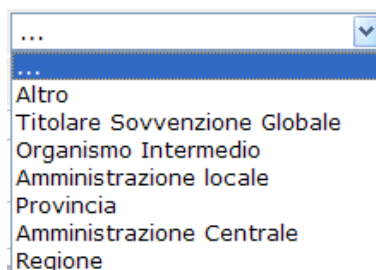 ...
...
Altro
Titolare Sovvenzione Globale
Organismo Intermedio
Amministrazione locale
Provincia
Amministrazione Centrale
Regione